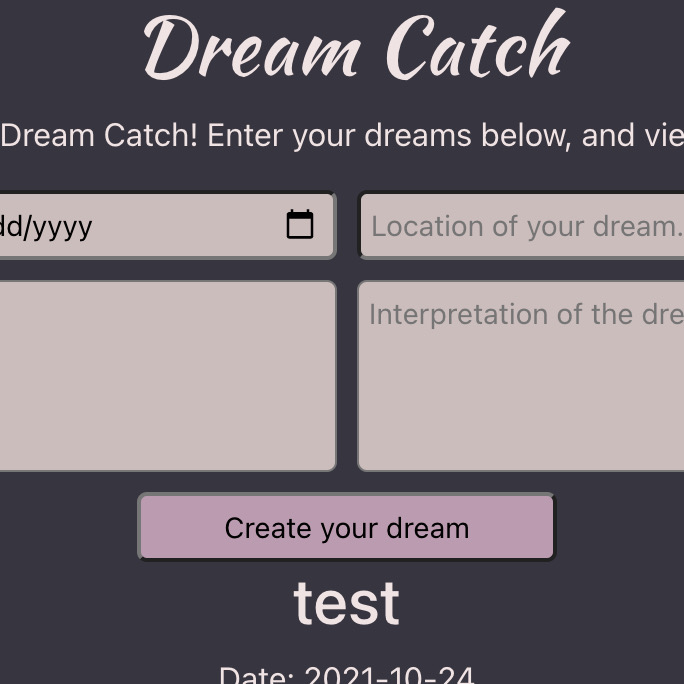 Dream Catch
Dream Catch! Enter your dreams below, and vie
dd/yyyy
Location of your dream.
Interpretation of the dre
Create your dream
test
Date: 2021-10-24